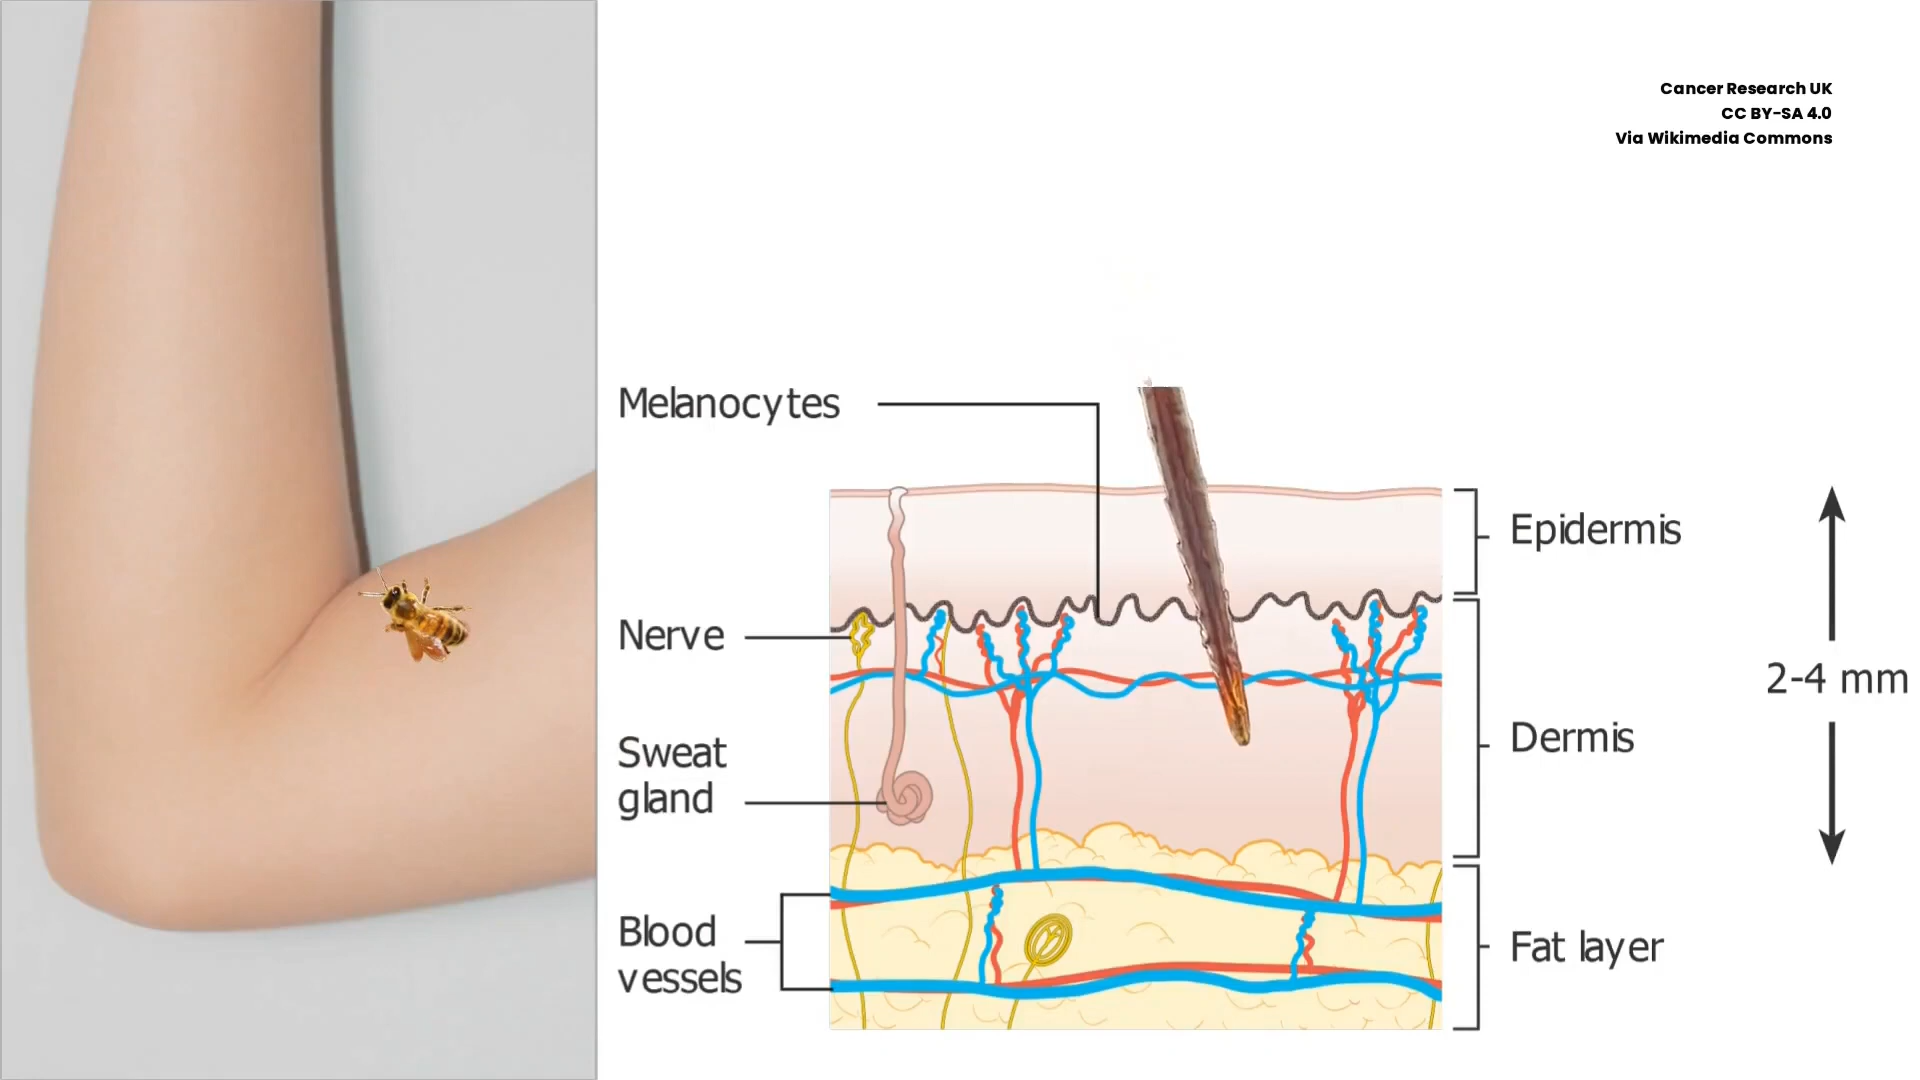 Cancer Research UK
CC BY-SA 4.0
Via Wikimedia Commons
Melanocytes
Epidermis
Nerve
2-4 mm
Sweat
gland
Dermis
Blood
vessels
Fat layer